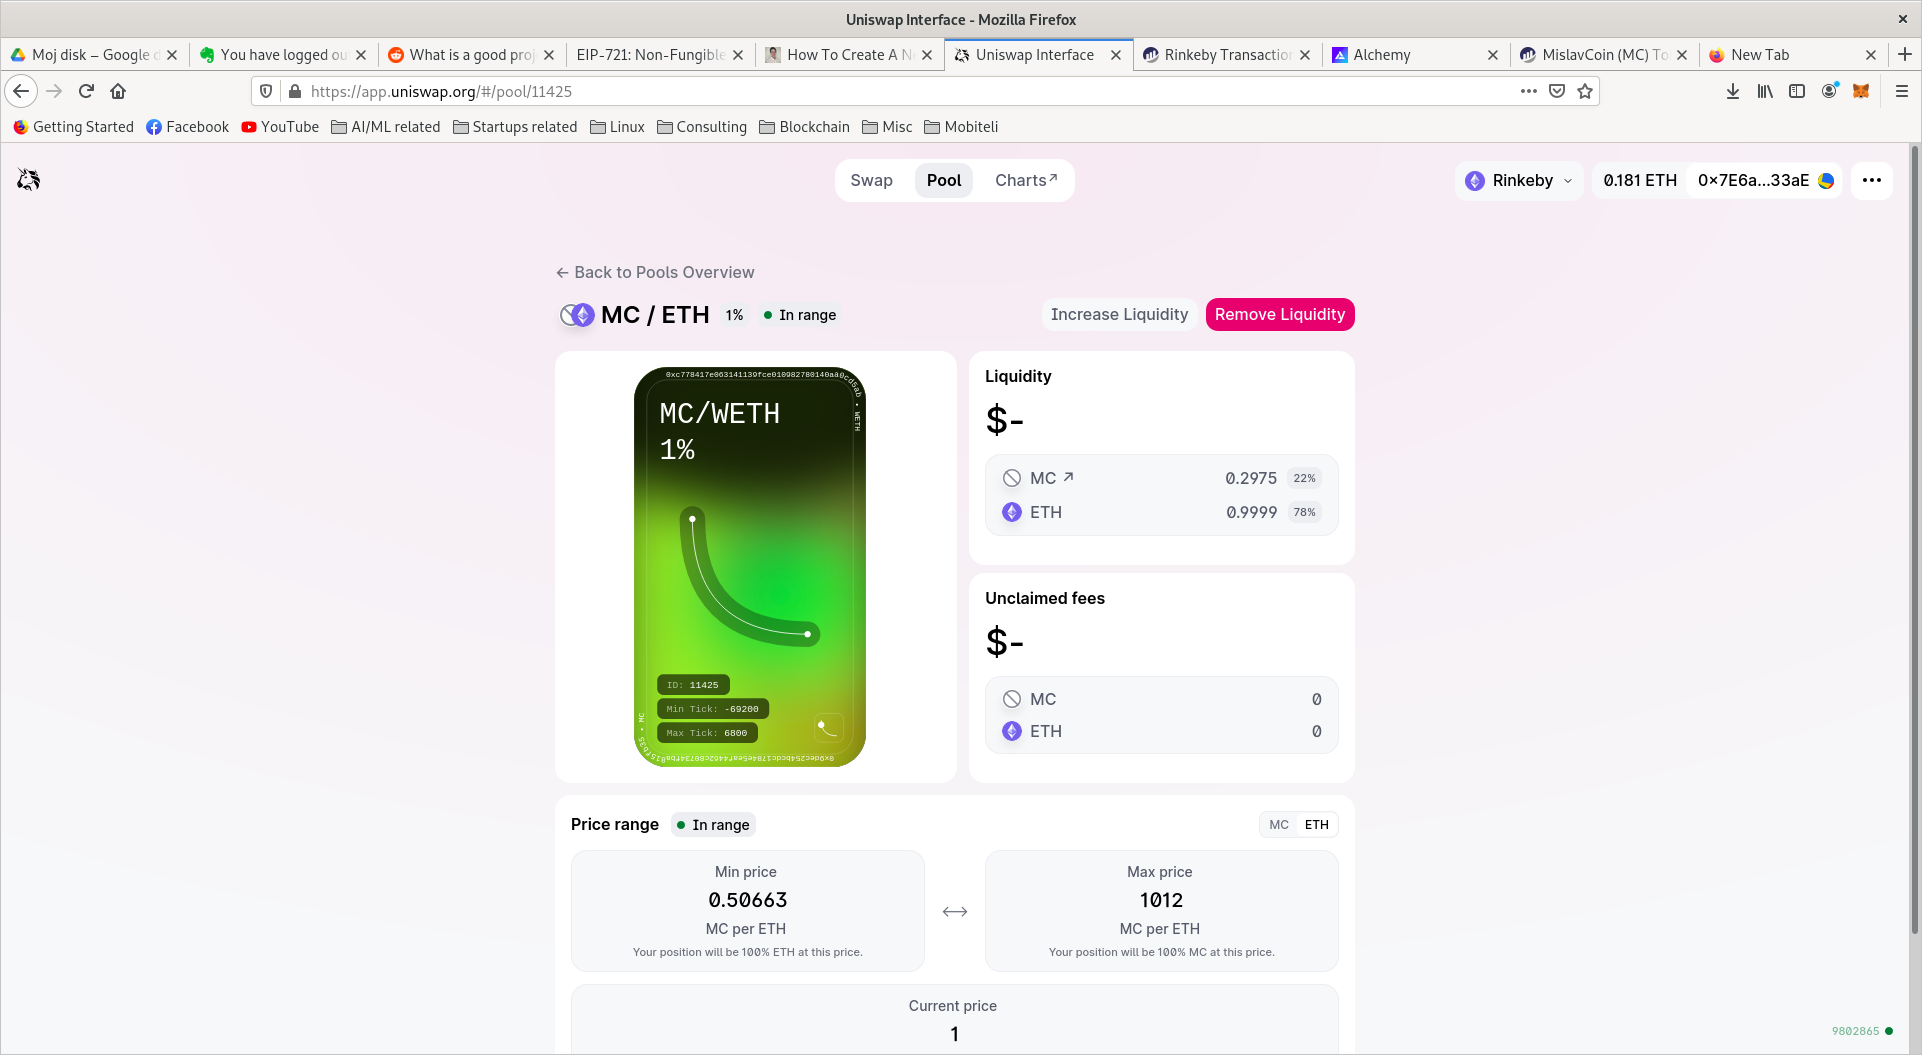 Uniswap Interface - Mozilla Firefox
Moj disk – Google d
You have logged ou
What is a good proj
EIP-721: Non-Fungible
How To Create A N
Uniswap Interface
Rinkeby Transaction
Alchemy
MislavCoin (MC) To
New Tab
https://app.uniswap.org/#/pool/11425
Getting Started
Facebook
YouTube
AI/ML related
Startups related
Linux
Consulting
Blockchain
Misc
Mobiteli
Swap
Pool
Charts↗
Rinkeby
0.181 ETH
0×7E6a...33aE
← Back to Pools Overview
MC / ETH
1%
In range
Increase Liquidity
Remove Liquidity
MC/WETH
1%
ID: 11425
Min Tick: -69200
Max Tick: 6800
• WETH
• MC
Liquidity
$-
MC ↗ 0.2975 22%
ETH 0.9999 78%
Unclaimed fees
$-
MC 0
ETH 0
Price range
In range
MC ETH
Min price
0.50663
MC per ETH
Your position will be 100% ETH at this price.
Max price
1012
MC per ETH
Your position will be 100% MC at this price.
Current price
1
9802865